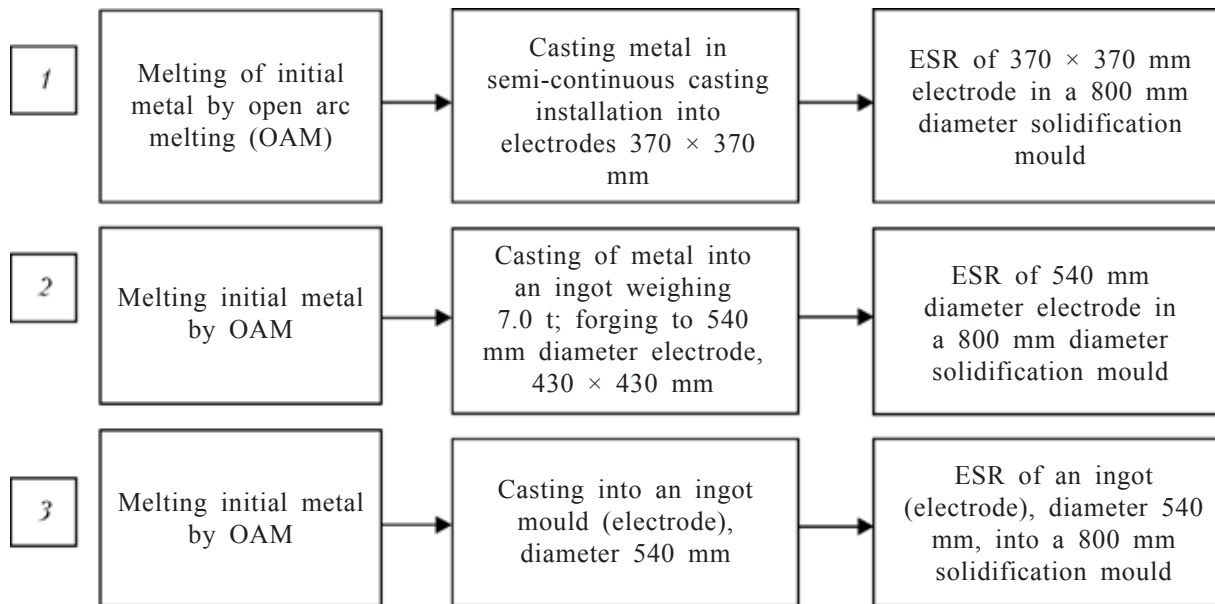 1
Melting of initial
metal by open arc
melting (OAM)
Casting metal in
semi-continuous casting
installation into
electrodes 370 × 370
mm
ESR of 370 × 370 mm
electrode in a 800 mm
diameter solidification
mould
2
Melting initial metal
by OAM
Casting of metal into
an ingot weighing
7.0 t; forging to 540
mm diameter electrode,
430 × 430 mm
ESR of 540 mm
diameter electrode in
a 800 mm diameter
solidification mould
3
Melting initial metal
by OAM
Casting into an ingot
mould (electrode),
diameter 540 mm
ESR of an ingot
(electrode), diameter 540
mm, into a 800 mm
solidification mould